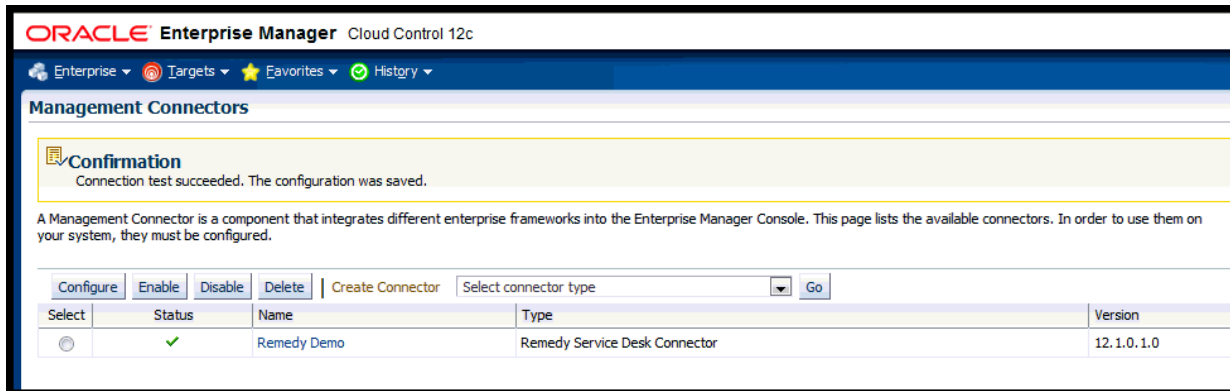 ORACLE Enterprise Manager Cloud Control 12c
Enterprise Targets Favorites History
Management Connectors
Confirmation
Connection test succeeded. The configuration was saved.
A Management Connector is a component that integrates different enterprise frameworks into the Enterprise Manager Console. This page lists the available connectors. In order to use them on
your system, they must be configured.
Configure Enable Disable Delete Create Connector Select connector type Go
Select Status Name Type Version
Remedy Demo Remedy Service Desk Connector 12.1.0.1.0